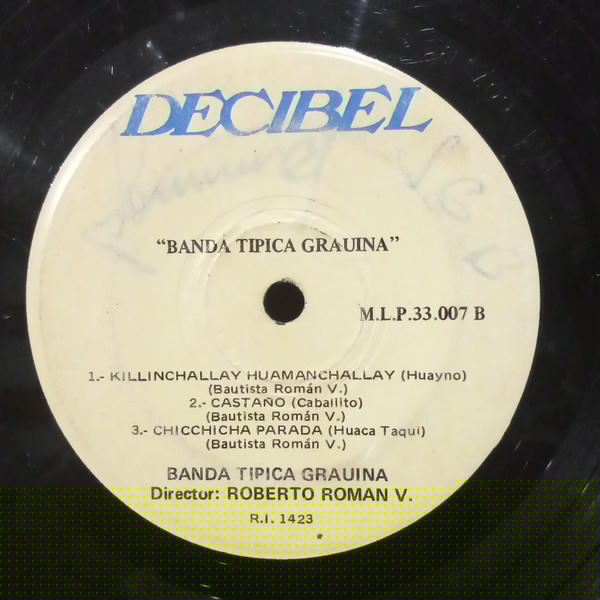 DECIBEL
“BANDA TIPICA GRAUINA”
M.L.P.33.007 B
1.- KILLINCHALLAY HUAMANCHALLAY (Huayno)
(Bautista Román V.)
2.- CASTAÑO (Caballito)
(Bautista Román V.)
3.- CHICCHICHA PARADA (Huaca Taqui)
(Bautista Román V.)
BANDA TIPICA GRAUINA
Director: ROBERTO ROMAN V.
R.I. 1423